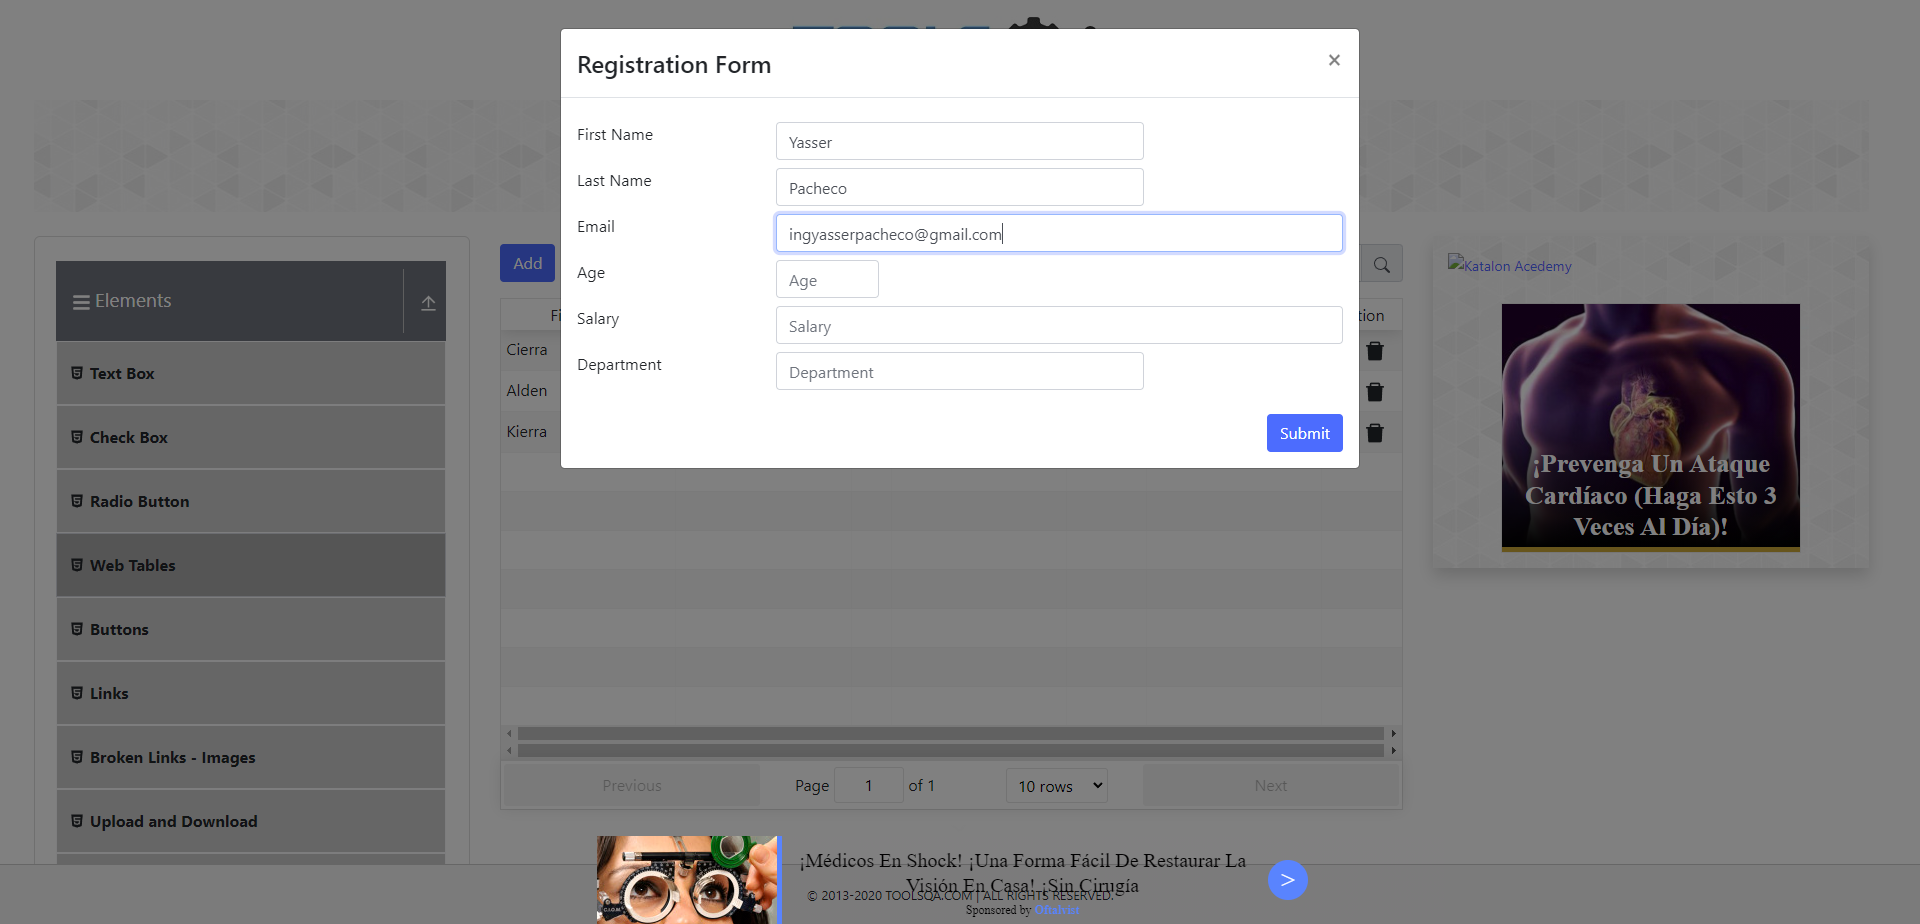 Registration Form
×
First Name
Yasser
Last Name
Pacheco
Email
ingyasserpacheco@gmail.com
Age
Age
Salary
Salary
Department
Department
Submit
Elements
Text Box
Check Box
Radio Button
Web Tables
Buttons
Links
Broken Links - Images
Upload and Download
Add
Cierra
Alden
Kierra
Previous
Page 1 of 1
10 rows
Next
Katalon Acedemy
¡Prevenga Un Ataque
Cardíaco (Haga Esto 3
Veces Al Día)!
¡Médicos En Shock! ¡Una Forma Fácil De Restaurar La
Visión En Casa! ¡Sin Cirugía
© 2013-2020 TOOLSQA.COM | ALL RIGHTS RESERVED.
Sponsored by
>